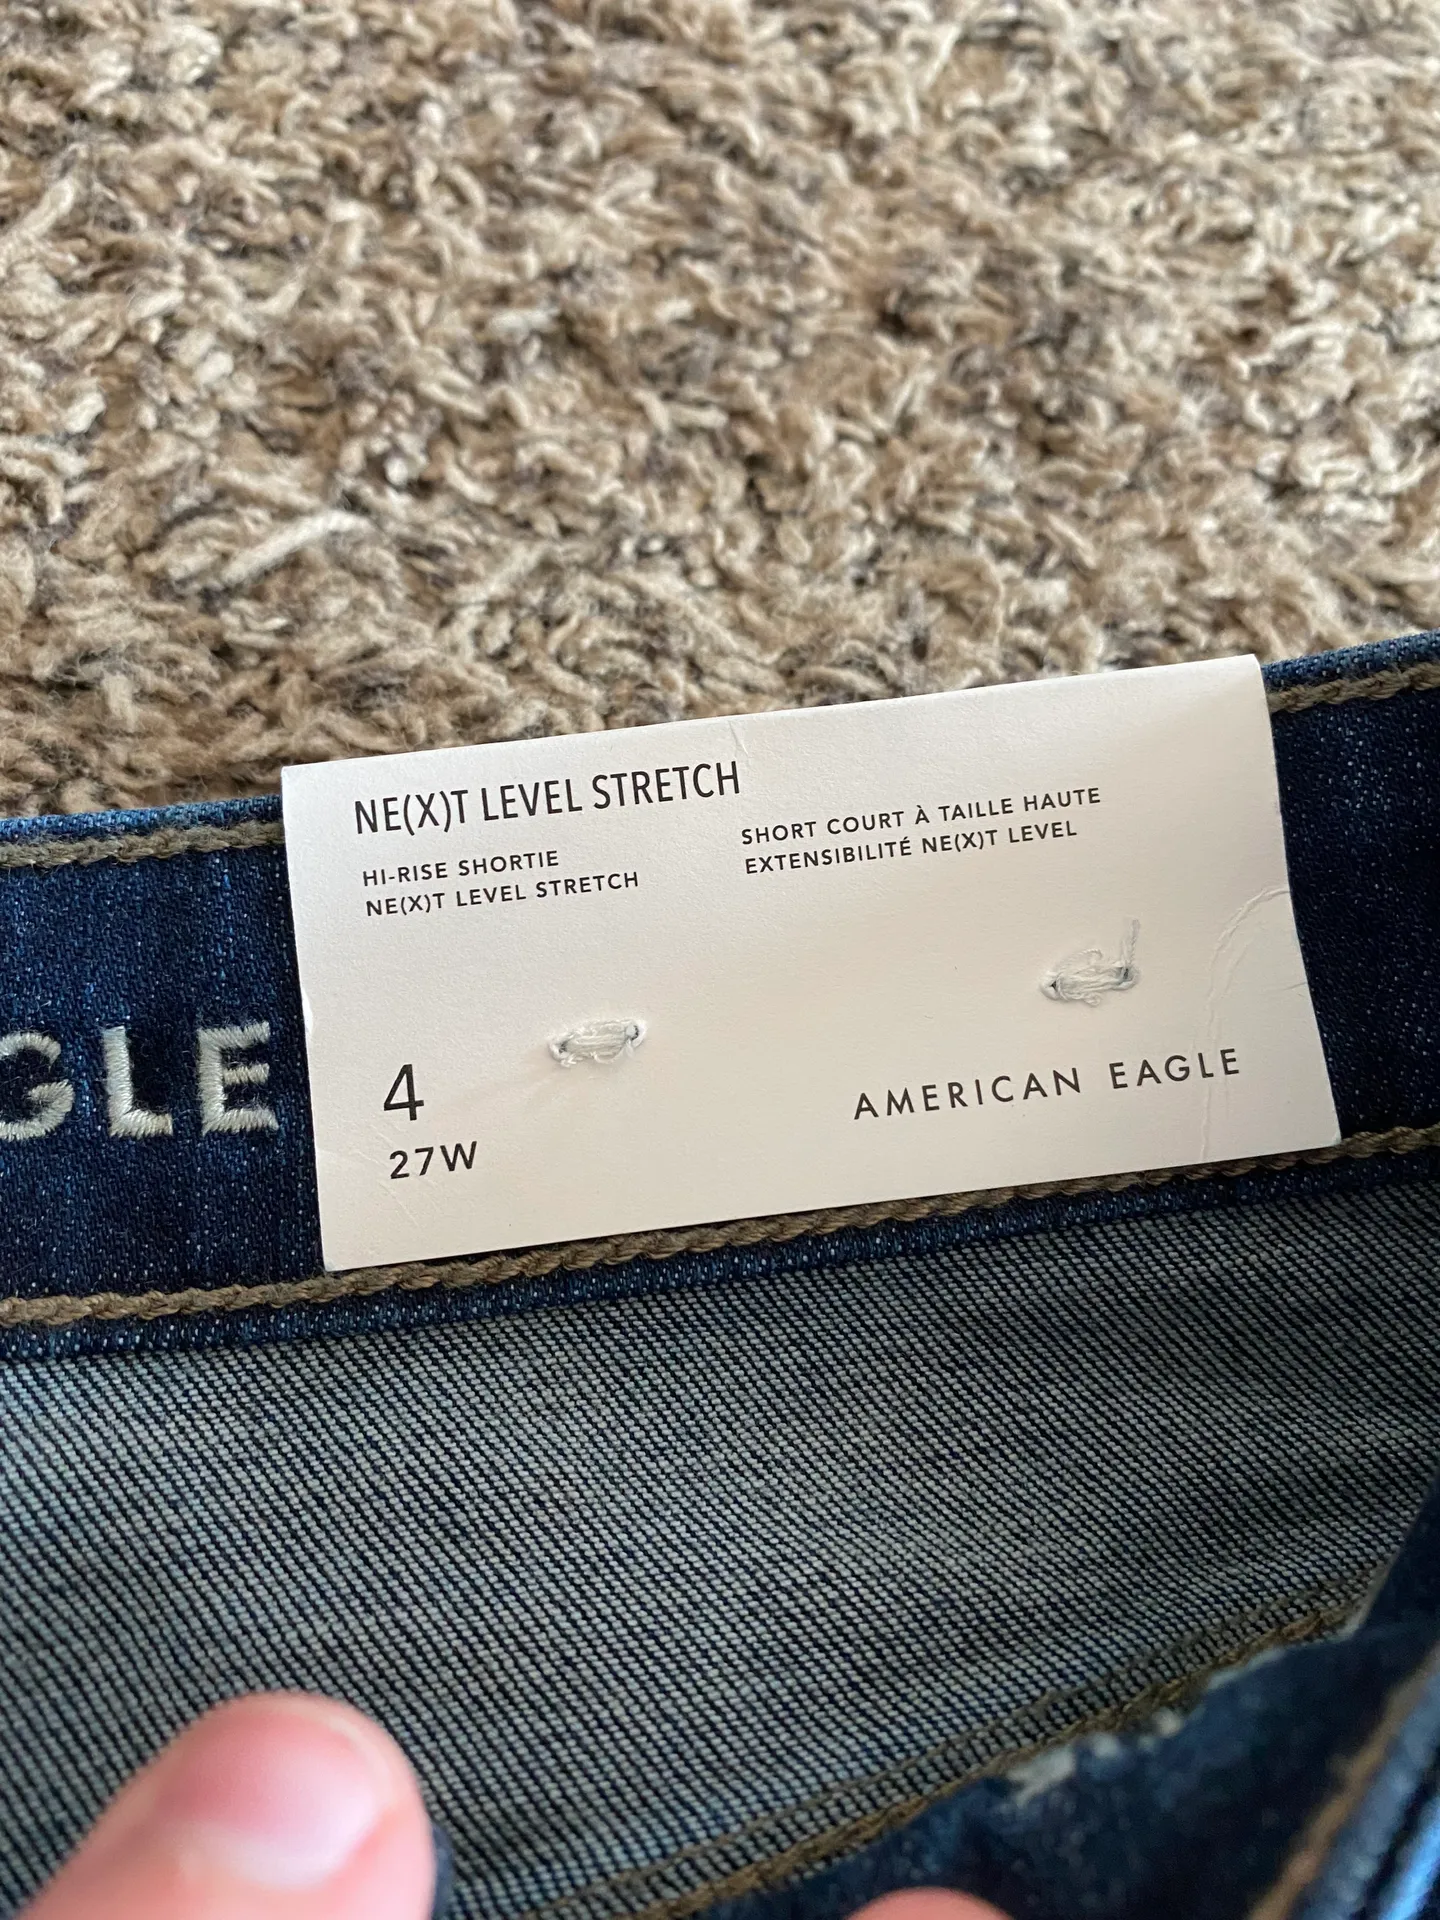 NE(X)T LEVEL STRETCH
HI-RISE SHORTIE
NE(X)T LEVEL STRETCH
SHORT COURT À TAILLE HAUTE
EXTENSIBILITÉ NE(X)T LEVEL
GLE
4
27W
AMERICAN EAGLE